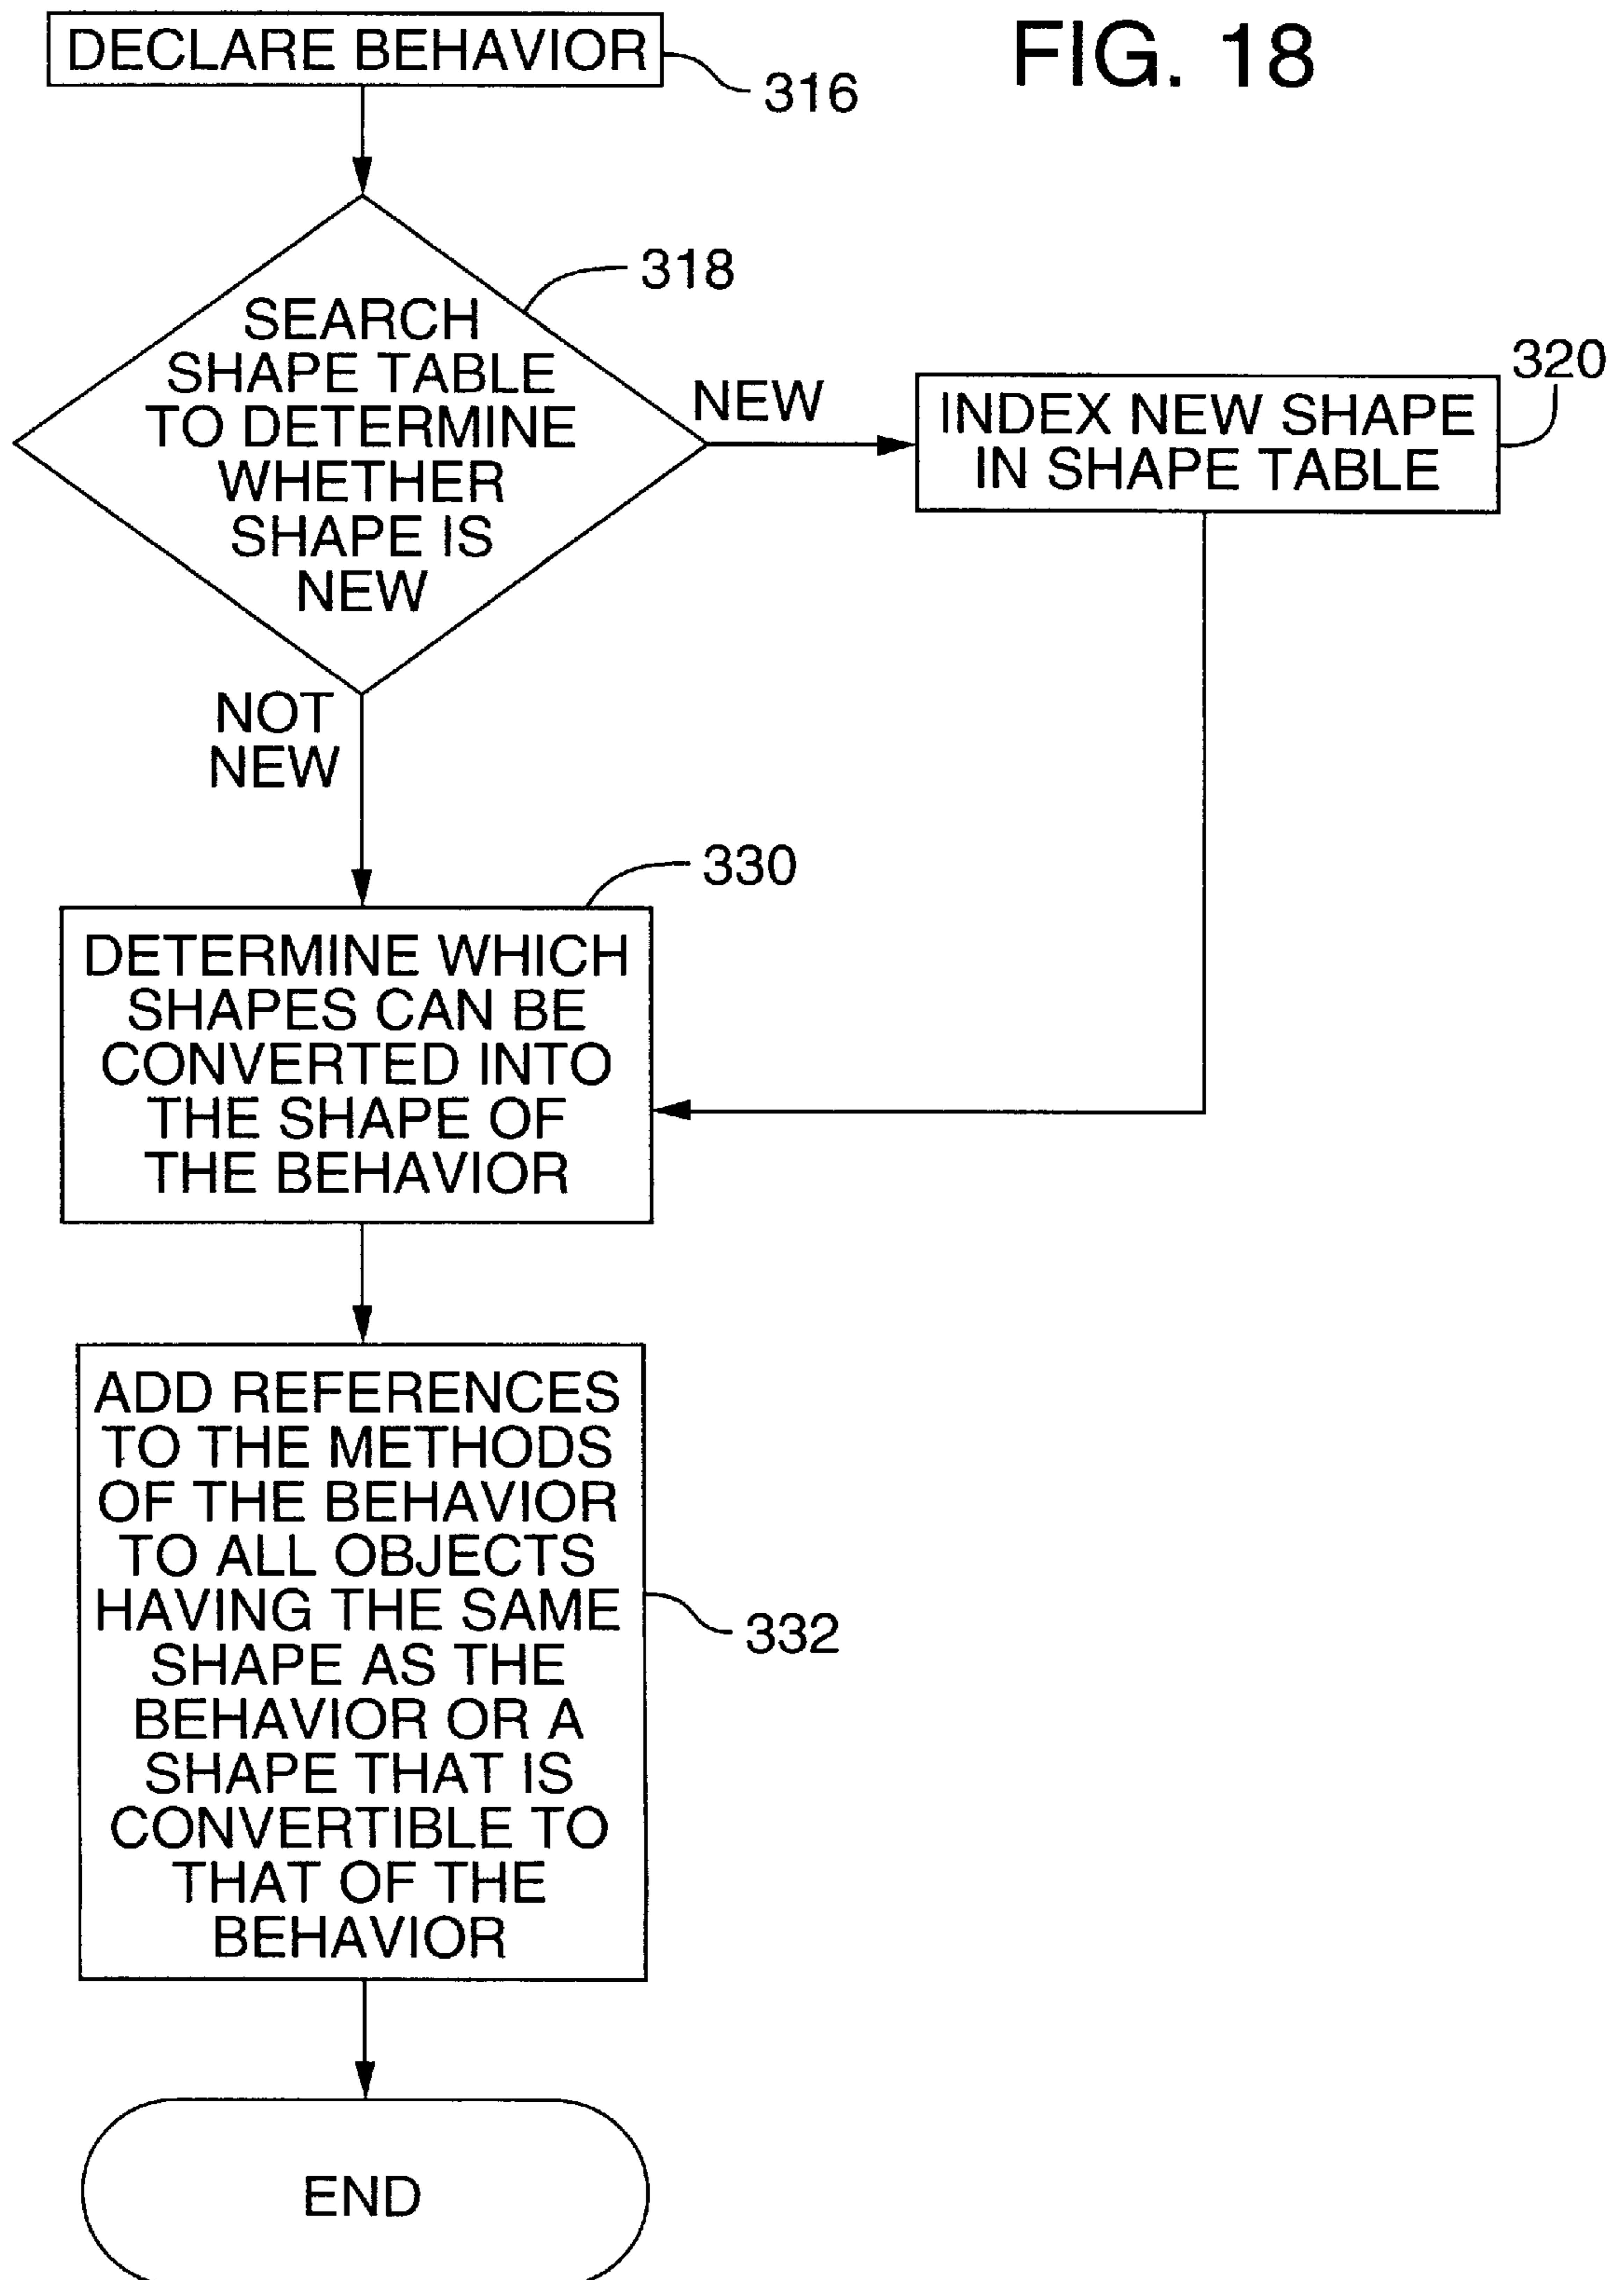 FIG. 18
DECLARE BEHAVIOR
316
SEARCH
SHAPE TABLE
TO DETERMINE
WHETHER
SHAPE IS
NEW
318
NEW
INDEX NEW SHAPE
IN SHAPE TABLE
320
NOT
NEW
330
DETERMINE WHICH
SHAPES CAN BE
CONVERTED INTO
THE SHAPE OF
THE BEHAVIOR
ADD REFERENCES
TO THE METHODS
OF THE BEHAVIOR
TO ALL OBJECTS
HAVING THE SAME
SHAPE AS THE
BEHAVIOR OR A
SHAPE THAT IS
CONVERTIBLE TO
THAT OF THE
BEHAVIOR
332
END